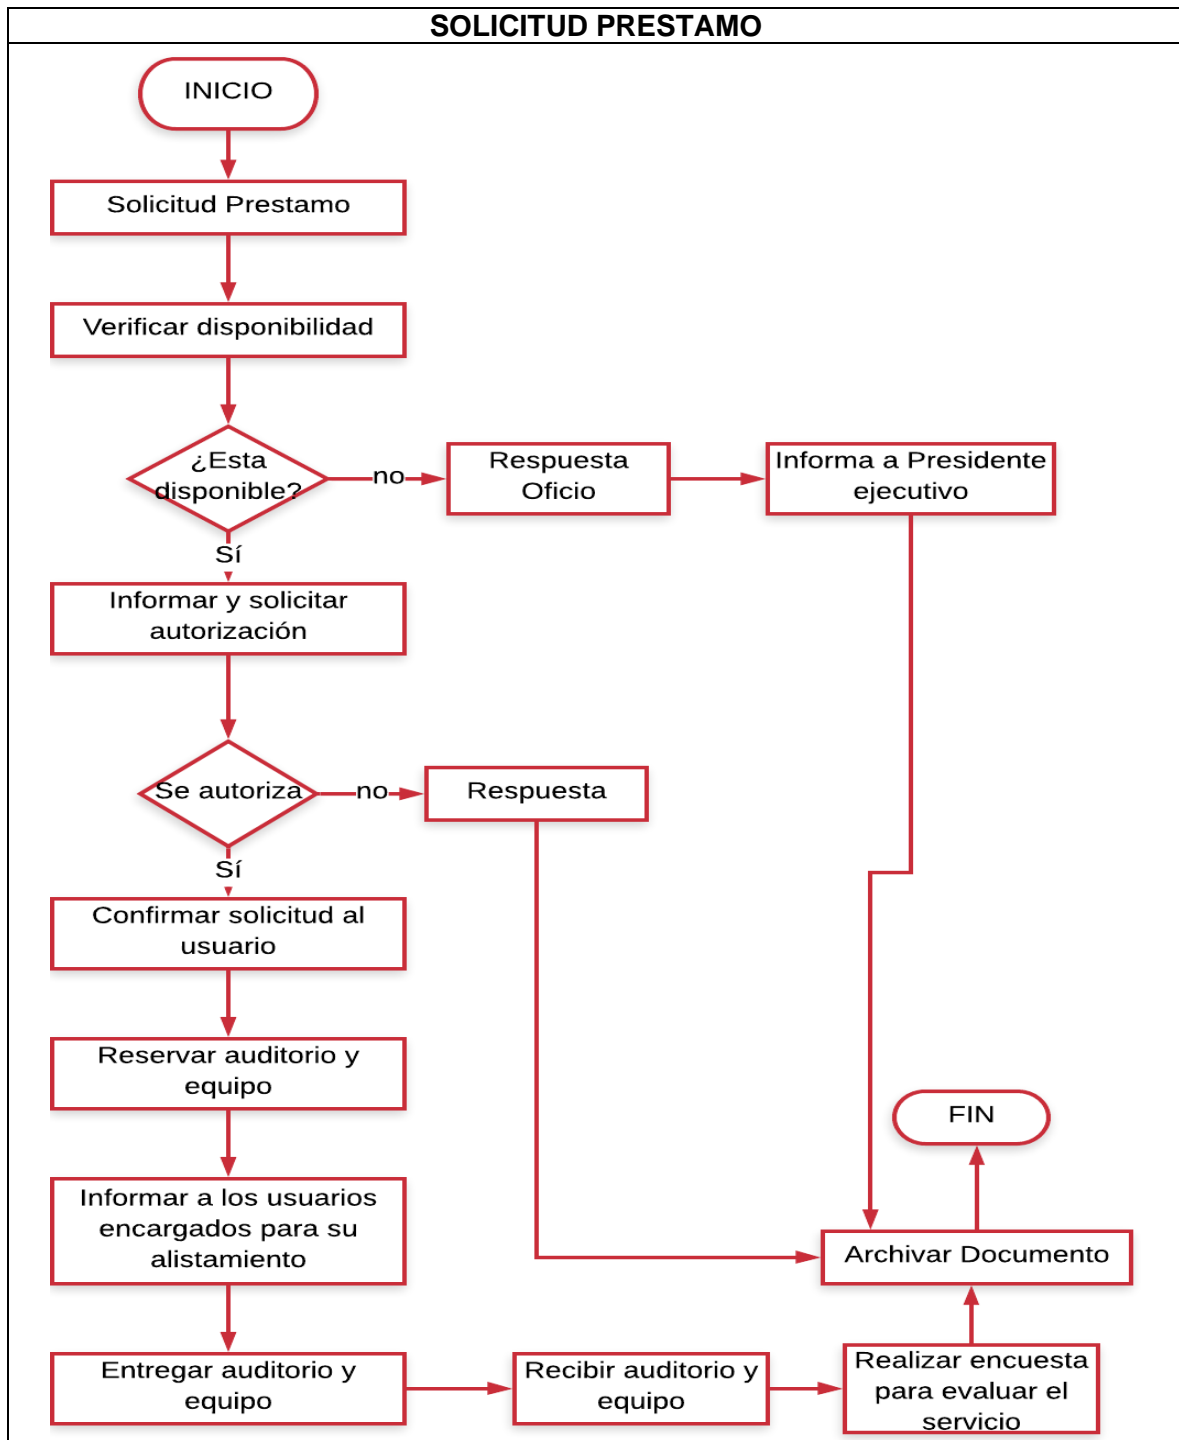 SOLICITUD PRESTAMO
INICIO
Solicitud Prestamo
Verificar disponibilidad
¿Esta
disponible?
no
Respuesta
Oficio
Informa a Presidente
ejecutivo
Sí
Informar y solicitar
autorización
Se autoriza
no
Respuesta
Sí
Confirmar solicitud al
usuario
Reservar auditorio y
equipo
Informar a los usuarios
encargados para su
alistamiento
Entregar auditorio y
equipo
Recibir auditorio y
equipo
Realizar encuesta
para evaluar el
servicio
Archivar Documento
FIN